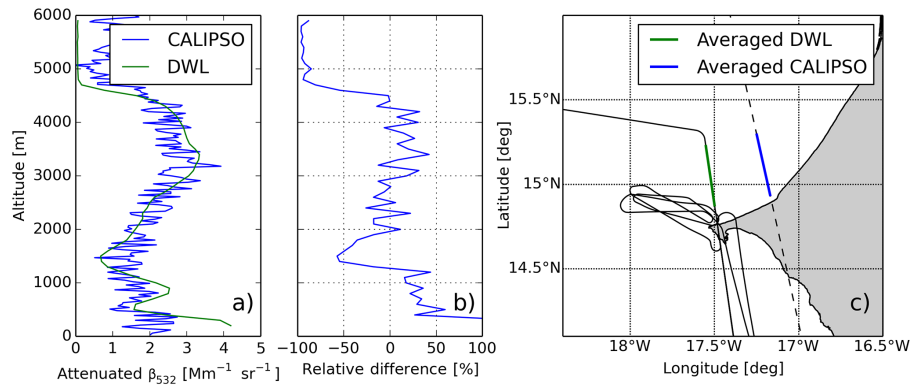 6000
5000
4000
3000
2000
1000
0
Altitude [m]
CALIPSO
DWL
a)
0 1 2 3 4 5
Attenuated β532 [Mm−1 sr−1]
b)
−100 −50 0 50 100
Relative difference [%]
Averaged DWL
Averaged CALIPSO
15.5°N
15°N
14.5°N
Latitude [deg]
c)
18°W 17.5°W 17°W 16.5°W
Longitude [deg]